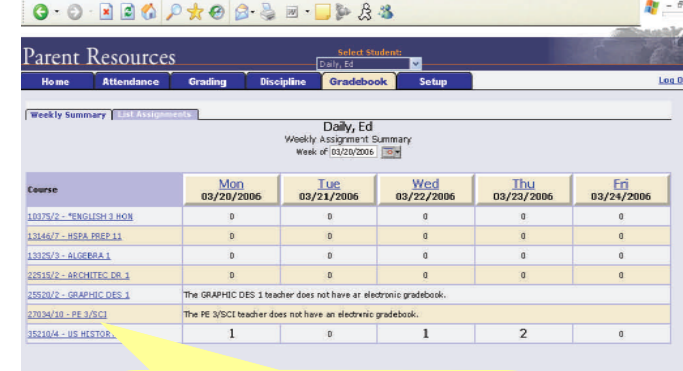 Parent Resources
Select Student:
Daily, Ed
Home Attendance Grading Discipline Gradebook Setup Log O
Weekly Summary List Assignments
Daily, Ed
Weekly Assignment Summary
Week of 03/20/2006
Course Mon 03/20/2006 Tue 03/21/2006 Wed 03/22/2006 Thu 03/23/2006 Fri 03/24/2006
10375/2 - *ENGLISH 3 HON 0 0 0 0 0
13146/7 - HSPA PREP 11 0 0 0 0 0
13325/3 - ALGEBRA 1 0 0 0 0 0
22515/2 - ARCHITEC DR 1 0 0 0 0 0
25520/2 - GRAPHIC DES 1 The GRAPHIC DES 1 teacher does not have an electronic gradebook.
27034/10 - PE 3/SCI The PE 3/SCI teacher does not have an electronic gradebook.
35210/4 - US HISTOR 1 0 1 2 0